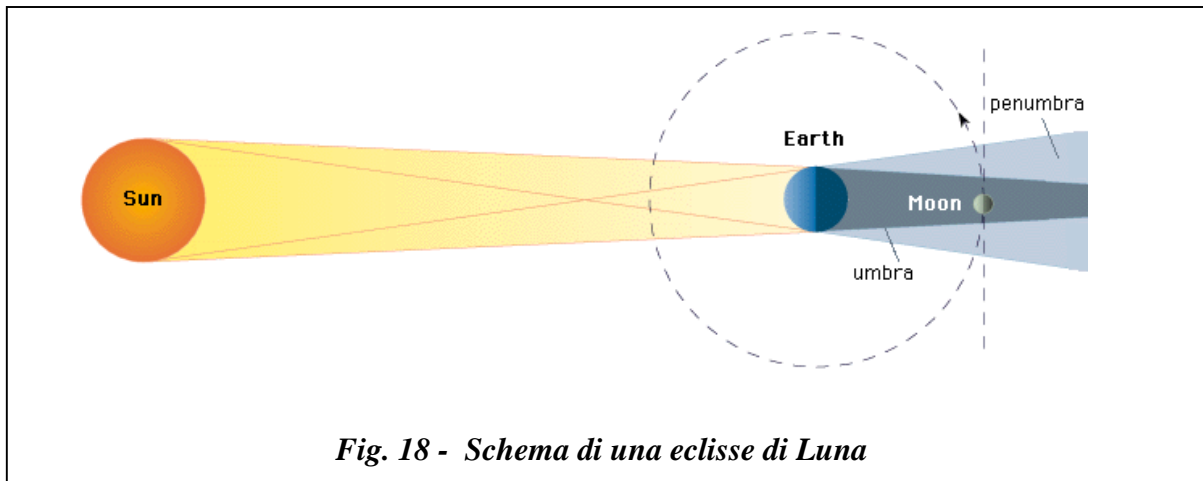 penumbra
Earth
Sun
Moon
umbra
Fig. 18 - Schema di una eclisse di Luna